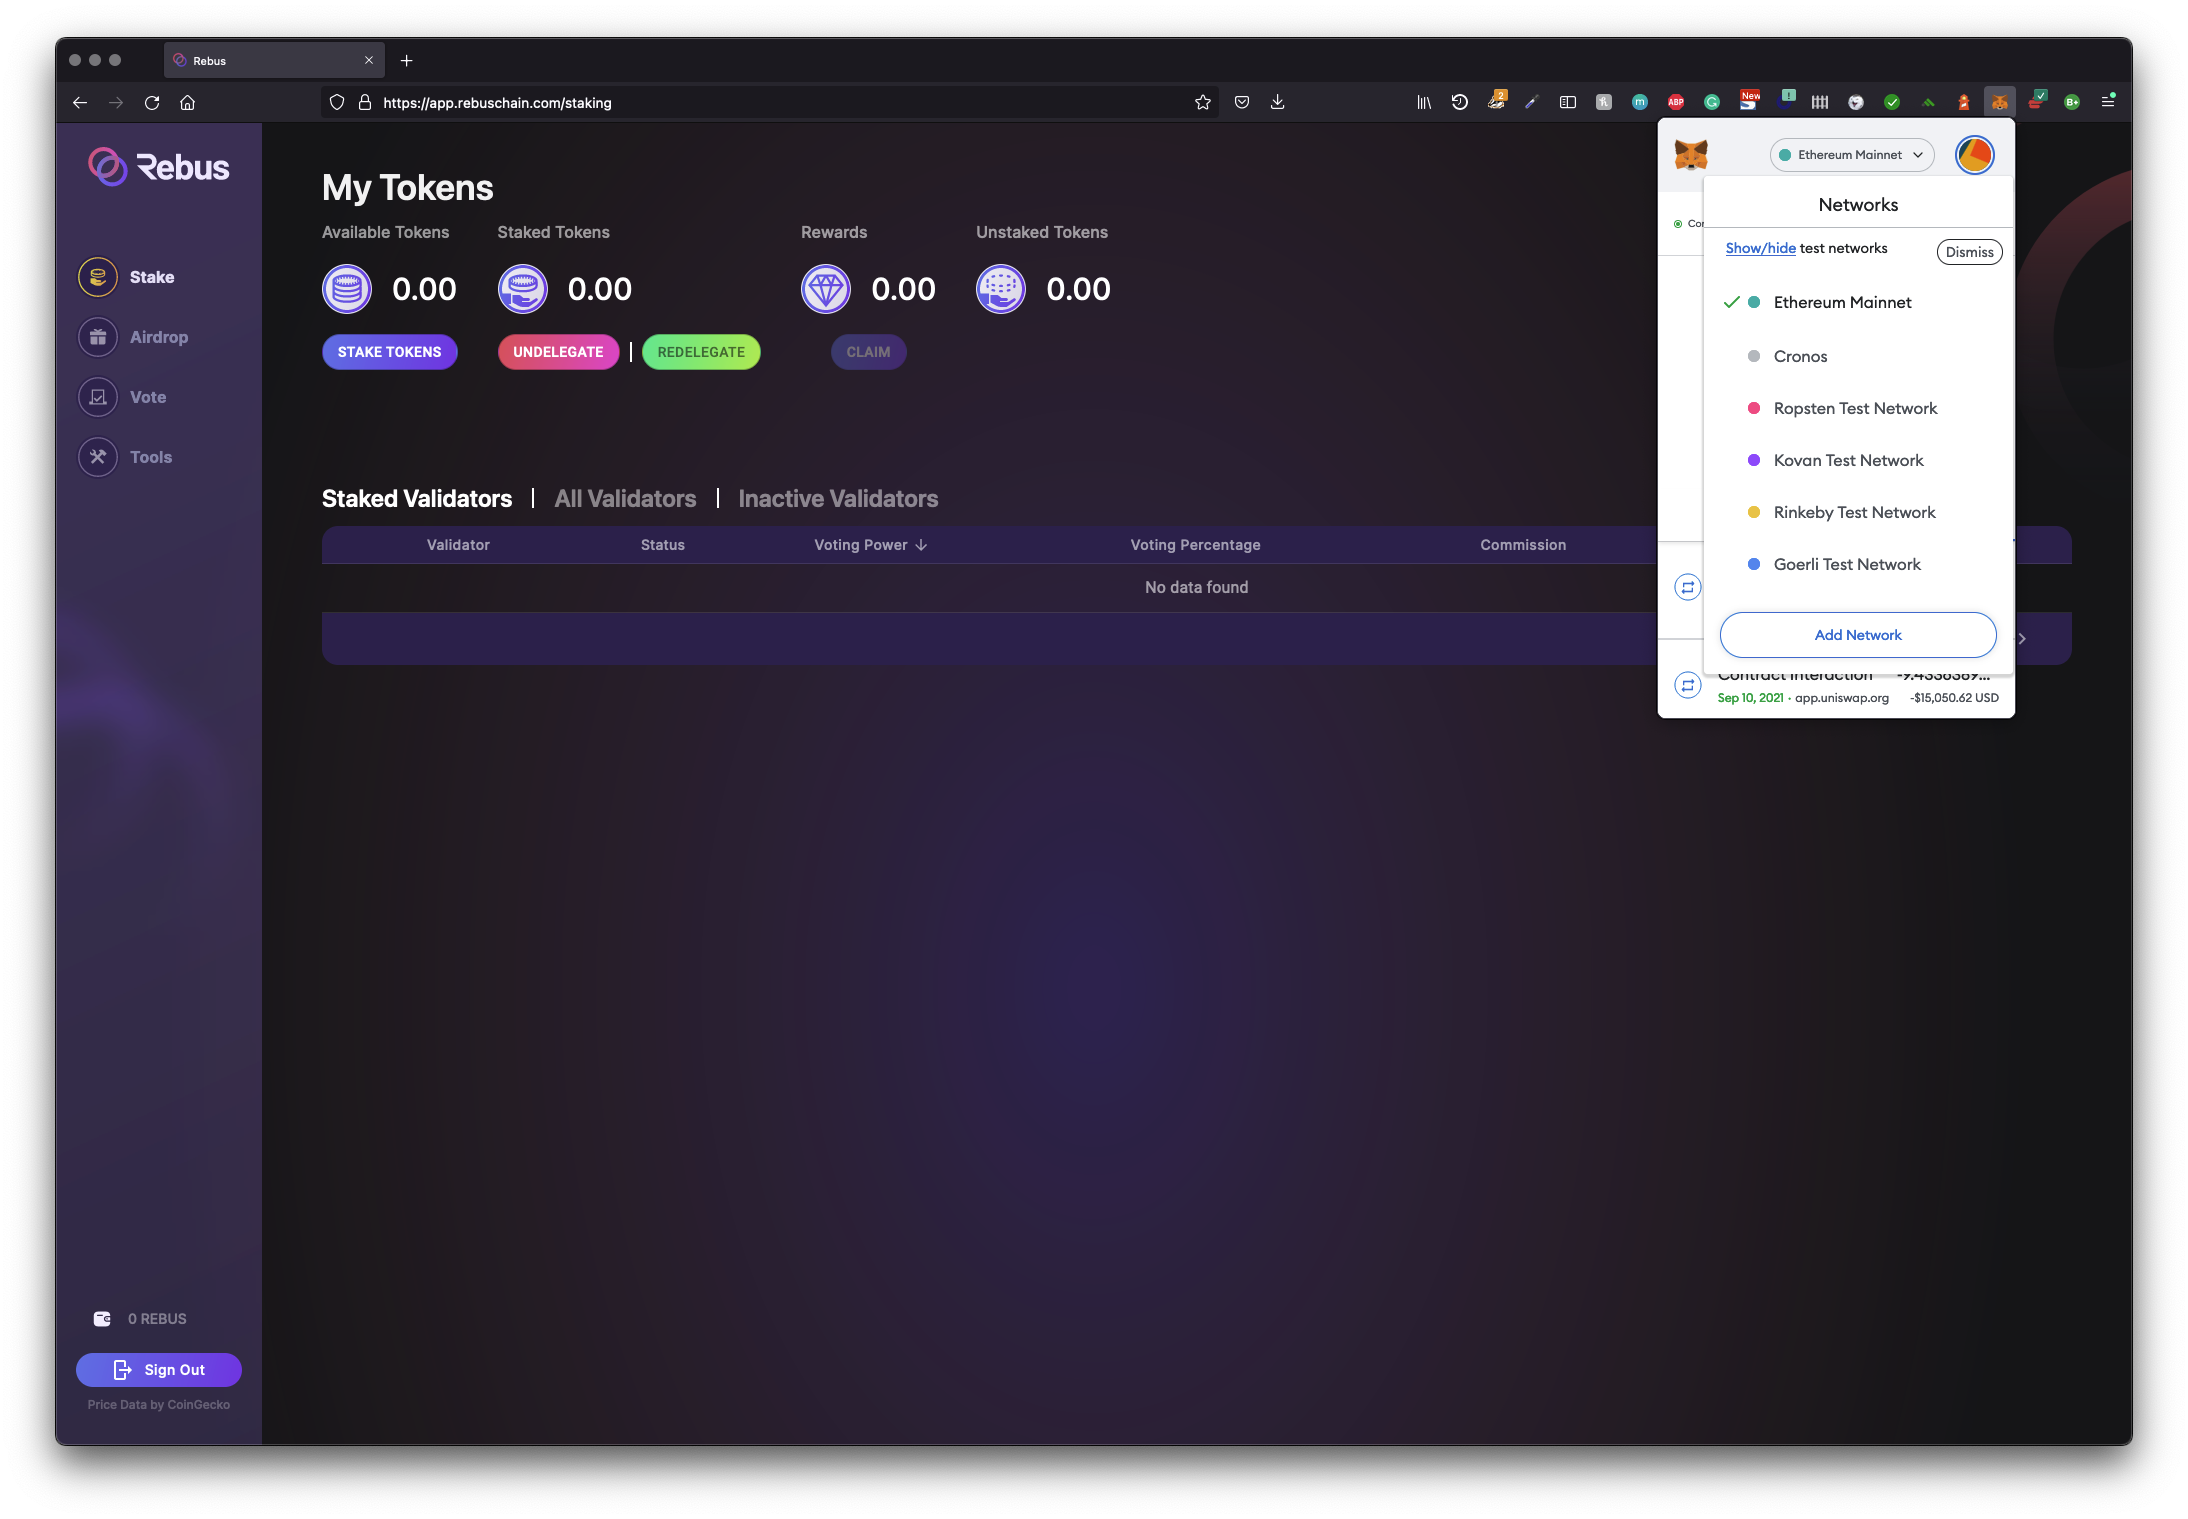 Rebus
https://app.rebuschain.com/staking
2
ABP
New
B+
Rebus
Stake
Airdrop
Vote
Tools
0 REBUS
Sign Out
Price Data by CoinGecko
My Tokens
Available Tokens
0.00
STAKE TOKENS
Staked Tokens
0.00
UNDELEGATE
REDELEGATE
Rewards
0.00
CLAIM
Unstaked Tokens
0.00
Staked Validators | All Validators | Inactive Validators
Validator Status Voting Power Voting Percentage Commission
No data found
Ethereum Mainnet
Networks
Show/hide test networks
Dismiss
Ethereum Mainnet
Cronos
Ropsten Test Network
Kovan Test Network
Rinkeby Test Network
Goerli Test Network
Add Network
Contract Interaction
Sep 10, 2021 · app.uniswap.org -$15,050.62 USD